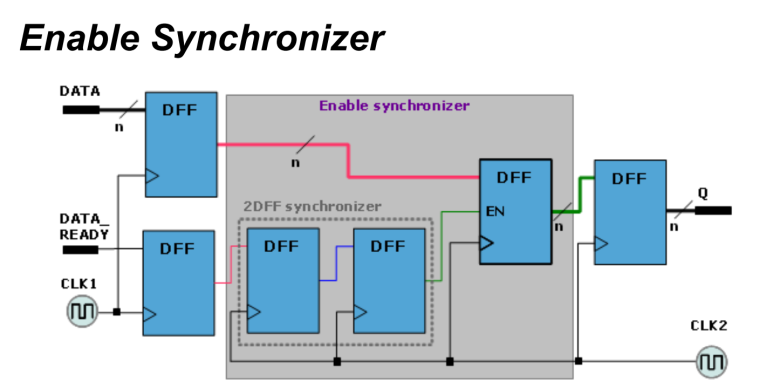 Enable Synchronizer
DATA
n
DFF
Enable synchronizer
n
DFF
EN
n
DFF
Q
n
2DFF synchronizer
DATA_
READY
DFF
DFF
DFF
CLK1
CLK2